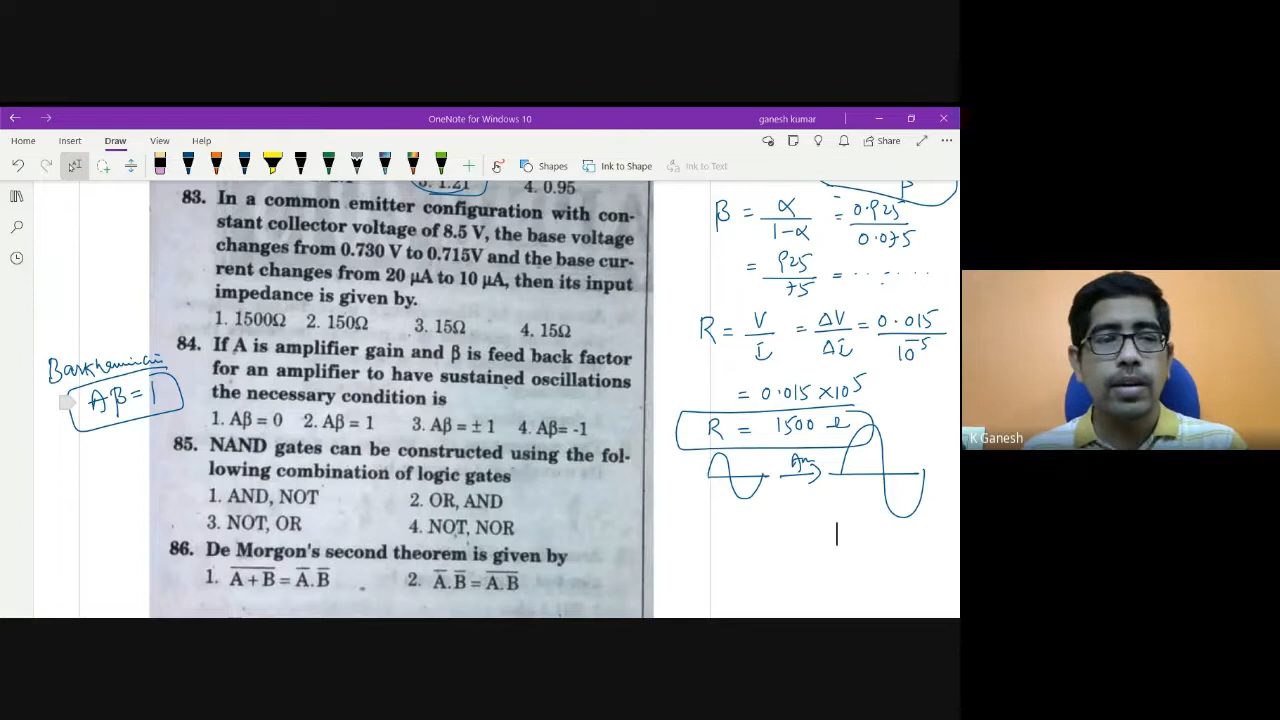 OneNote for Windows 10
ganesh kumar
Home Insert Draw View Help
Share
Shapes Ink to Shape Ink to Text
3. 1.21 4. 0.95
83. In a common emitter configuration with con-
stant collector voltage of 8.5 V, the base voltage
changes from 0.730 V to 0.715V and the base cur-
rent changes from 20 μA to 10 μA, then its input
impedance is given by.
1. 1500Ω 2. 150Ω 3. 15Ω 4. 15Ω
84. If A is amplifier gain and β is feed back factor
for an amplifier to have sustained oscillations
the necessary condition is
1. Aβ = 0 2. Aβ = 1 3. Aβ = ± 1 4. Aβ= -1
85. NAND gates can be constructed using the fol-
lowing combination of logic gates
1. AND, NOT 2. OR, AND
3. NOT, OR 4. NOT, NOR
86. De Morgon's second theorem is given by
1. A̅ ̅+̅ ̅B̅ = A̅.B̅ 2. A̅.B̅ = A̅.̅B̅
Aβ = 1
β
β = α / 1-α = 0.925 / 0.075
= 925 / 75 = ........
R = V / I = ΔV / ΔI = 0.015 / 10⁻⁵
= 0.015 × 10⁵
R = 1500
K Ganesh